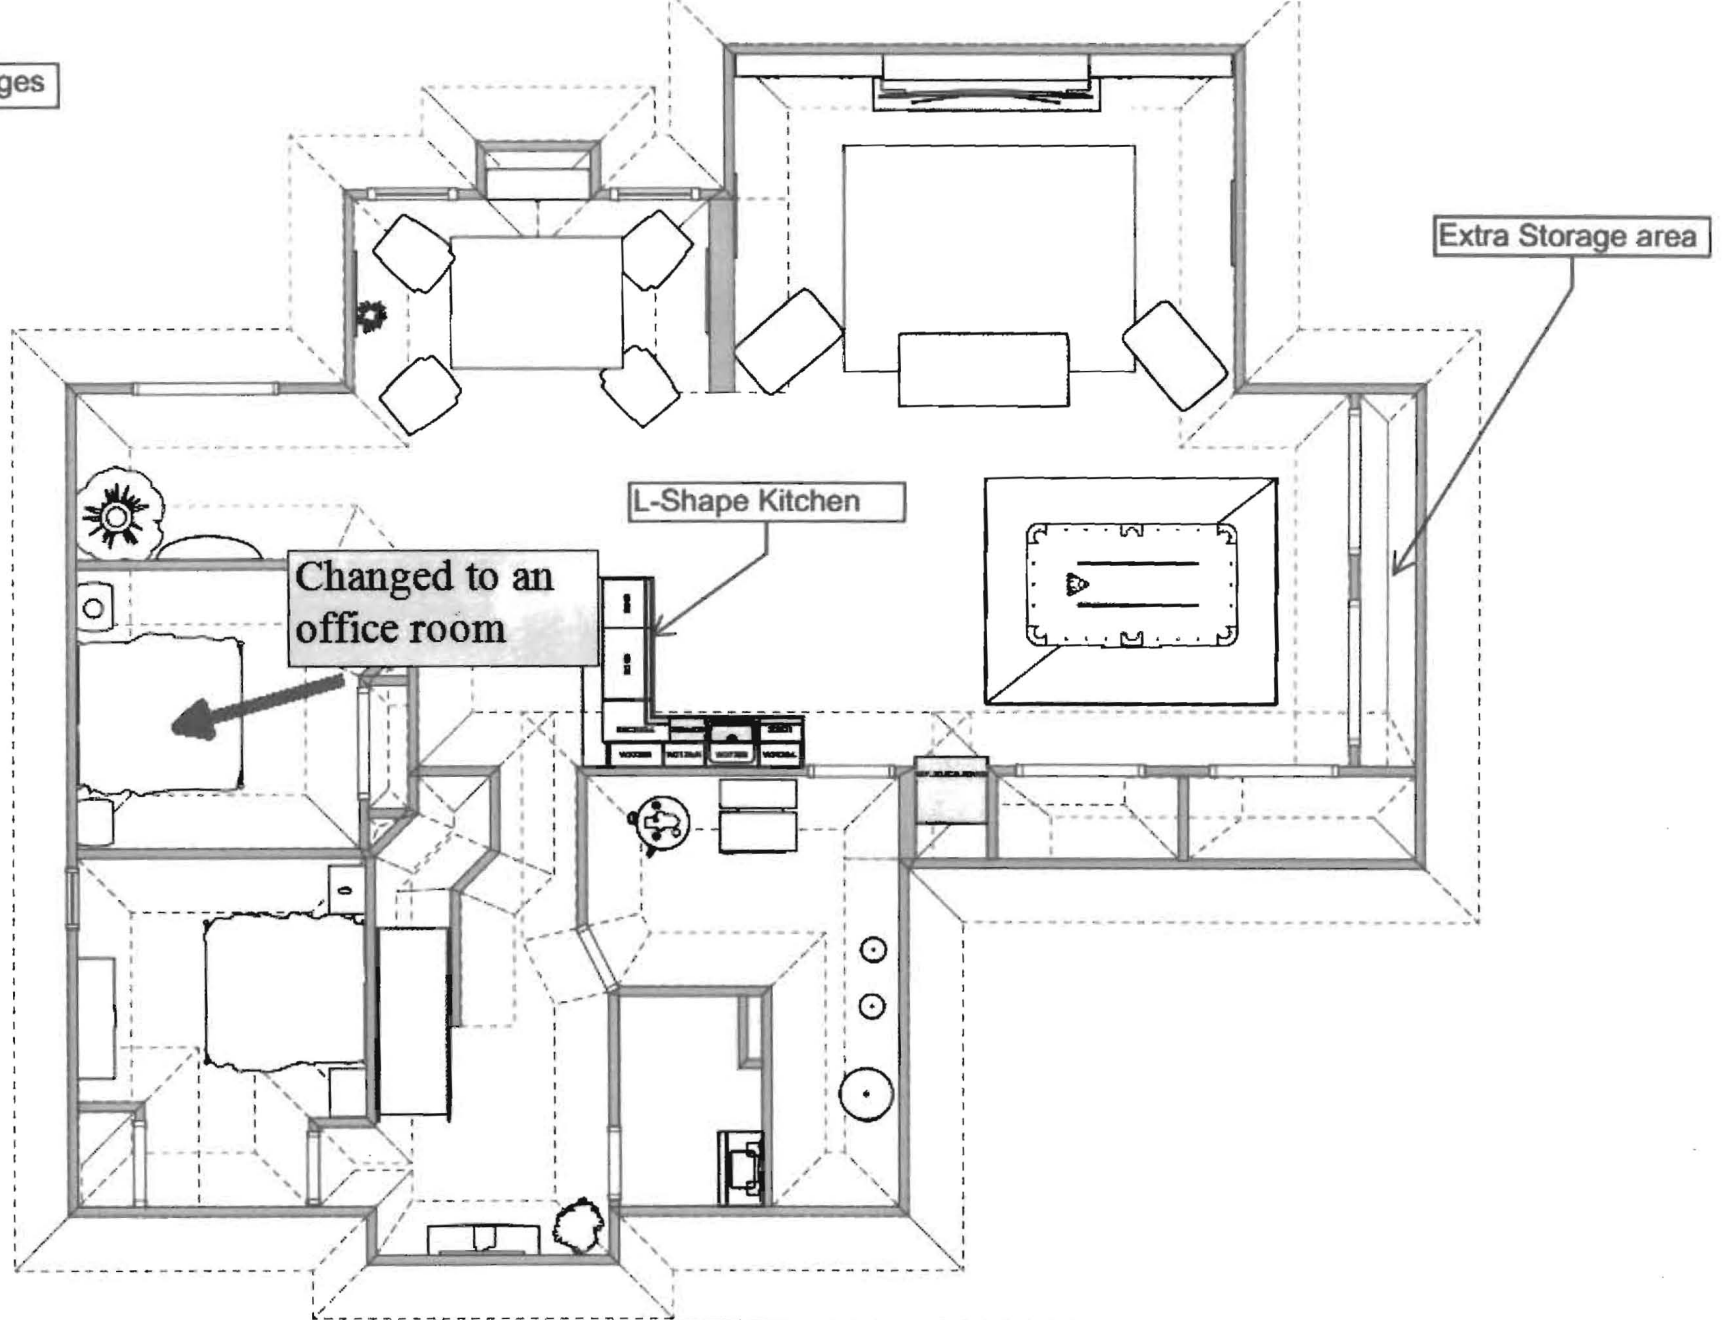 ges
Extra Storage area
L-Shape Kitchen
Changed to an
office room